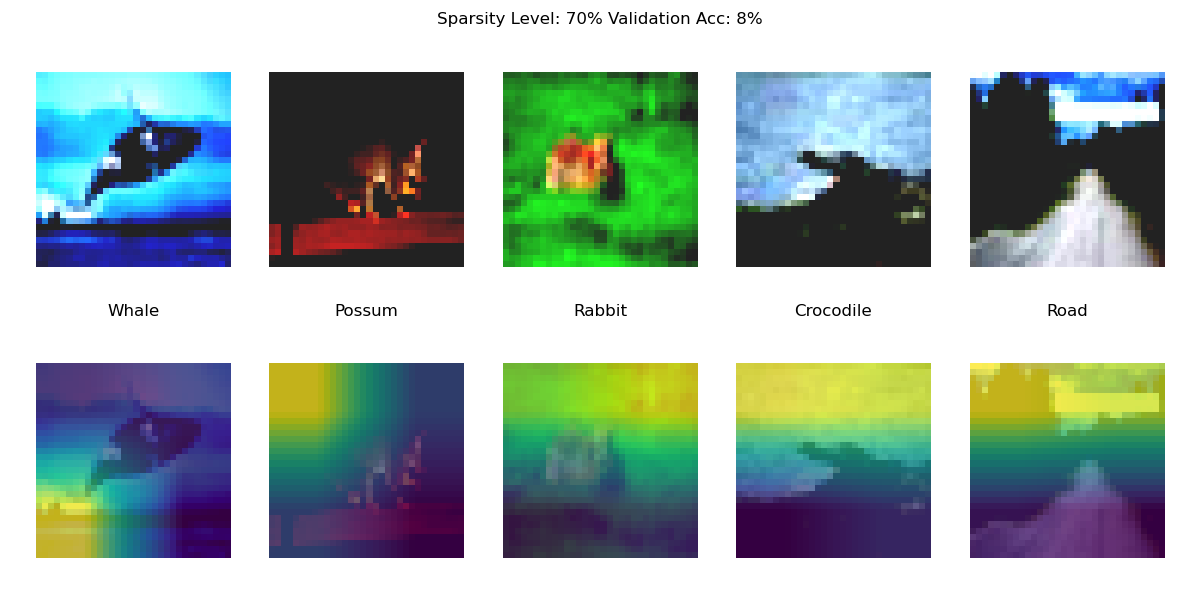 Sparsity Level: 70% Validation Acc: 8%
Whale
Possum
Rabbit
Crocodile
Road